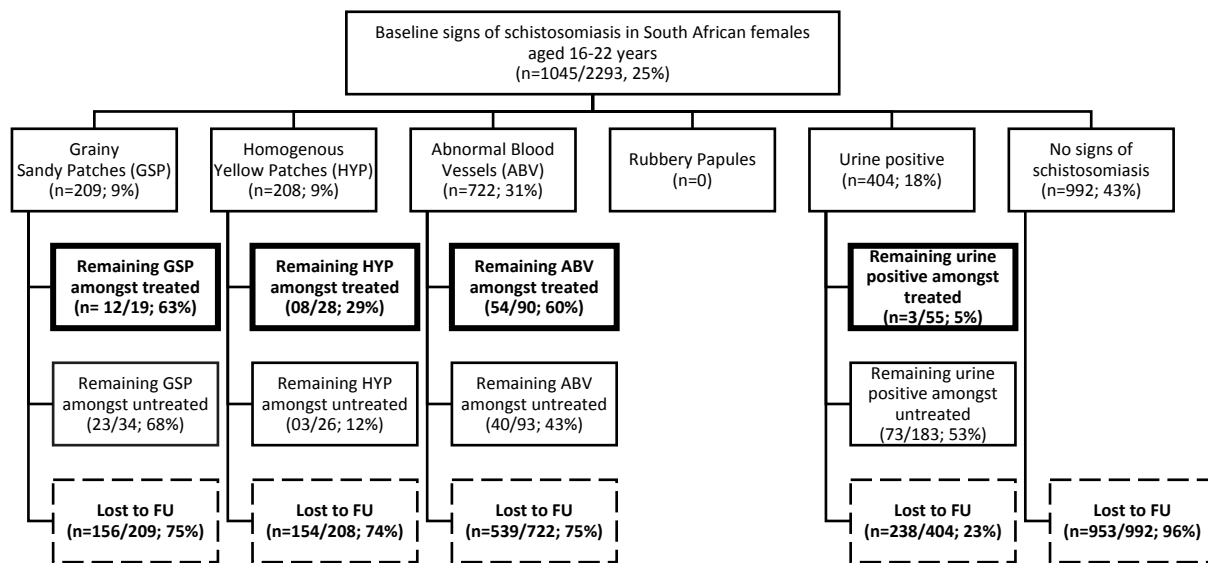 Baseline signs of schistosomiasis in South African females
aged 16-22 years
(n=1045/2293, 25%)
Grainy
Sandy Patches (GSP)
(n=209; 9%)
Homogenous
Yellow Patches (HYP)
(n=208; 9%)
Abnormal Blood
Vessels (ABV)
(n=722; 31%)
Rubbery Papules
(n=0)
Urine positive
(n=404; 18%)
No signs of
schistosomiasis
(n=992; 43%)
Remaining GSP
amongst treated
(n= 12/19; 63%)
Remaining HYP
amongst treated
(08/28; 29%)
Remaining ABV
amongst treated
(54/90; 60%)
Remaining urine
positive amongst
treated
(n=3/55; 5%)
Remaining GSP
amongst untreated
(23/34; 68%)
Remaining HYP
amongst untreated
(03/26; 12%)
Remaining ABV
amongst untreated
(40/93; 43%)
Remaining urine
positive amongst
untreated
(73/183; 53%)
Lost to FU
(n=156/209; 75%)
Lost to FU
(n=154/208; 74%)
Lost to FU
(n=539/722; 75%)
Lost to FU
(n=238/404; 23%)
Lost to FU
(n=953/992; 96%)